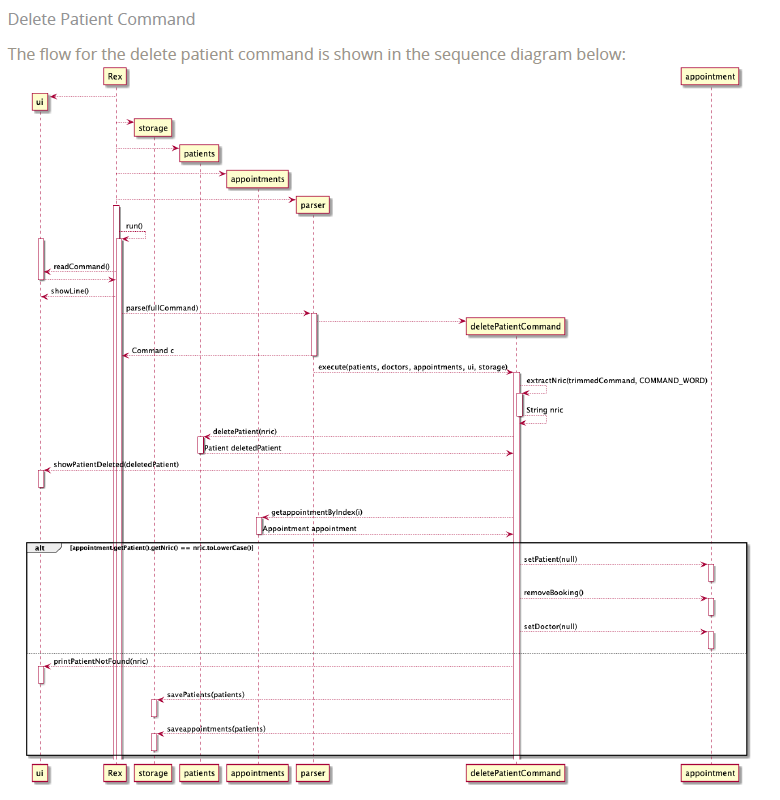 Delete Patient Command
The flow for the delete patient command is shown in the sequence diagram below:
Rex
appointment
ui
storage
patients
appointments
parser
run()
readCommand()
showLine()
parse(fullCommand)
deletePatientCommand
Command c
execute(patients, doctors, appointments, ui, storage)
extractNric(trimmedCommand, COMMAND_WORD)
String nric
deletePatient(nric)
Patient deletedPatient
showPatientDeleted(deletedPatient)
getappointmentByIndex(i)
Appointment appointment
alt [appointment.getPatient().getNric() == nric.toLowerCase()]
setPatient(null)
removeBooking()
setDoctor(null)
printPatientNotFound(nric)
savePatients(patients)
saveappointments(patients)
ui Rex storage patients appointments parser deletePatientCommand appointment